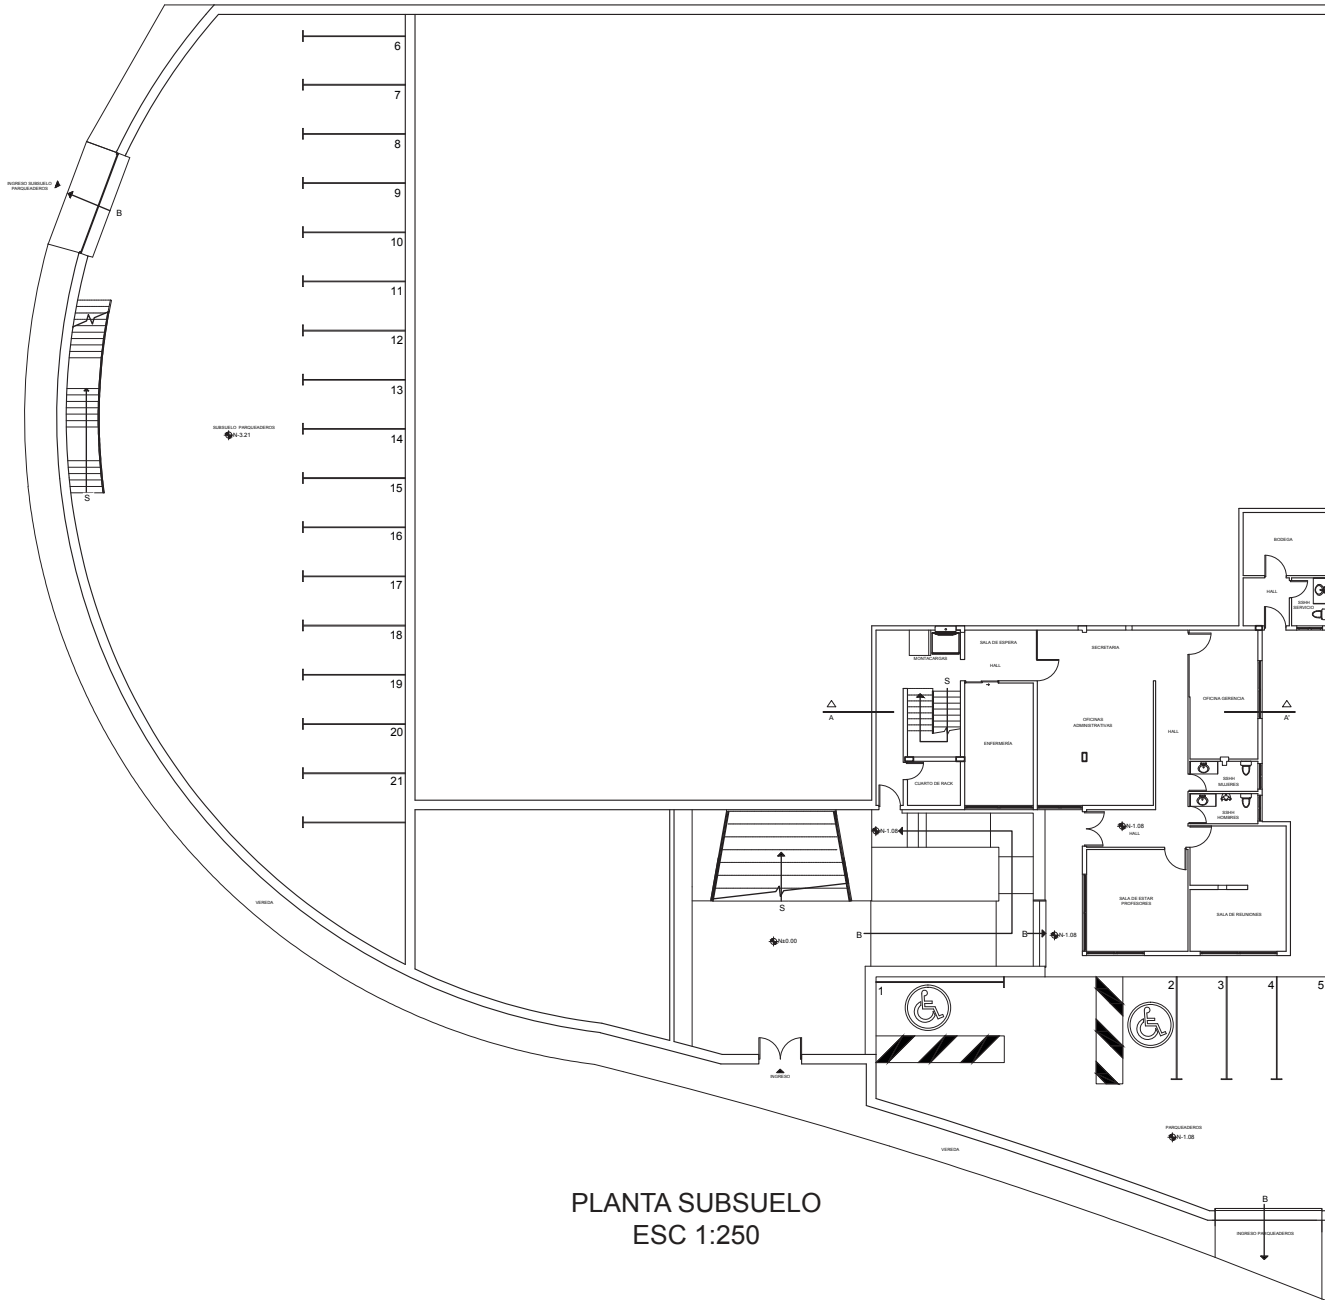 6
7
8
INGRESO SUBSUELO
PARQUEADEROS
9
B
10
11
12
13
SUBSUELO PARQUEADEROS
N-3.21
14
15
S
16
BODEGA
17
HALL
SSHH
SERVICIO
18
SALA DE ESPERA
SECRETARIA
MONTACARGAS
HALL
19
S
OFICINA GERENCIA
A
A'
OFICINAS
ADMINISTRATIVAS
20
HALL
ENFERMERÍA
21
CUARTO DE RACK
SSHH
MUJERES
SSHH
HOMBRES
N-1.08
N-1.08
HALL
VEREDA
SALA DE ESTAR
PROFESORES
S
SALA DE REUNIONES
B
B
N-1.08
N±0.00
1
2
3
4
5
INGRESO
PARQUEADEROS
N-1.08
VEREDA
B
INGRESO PARQUEADEROS
PLANTA SUBSUELO
ESC 1:250